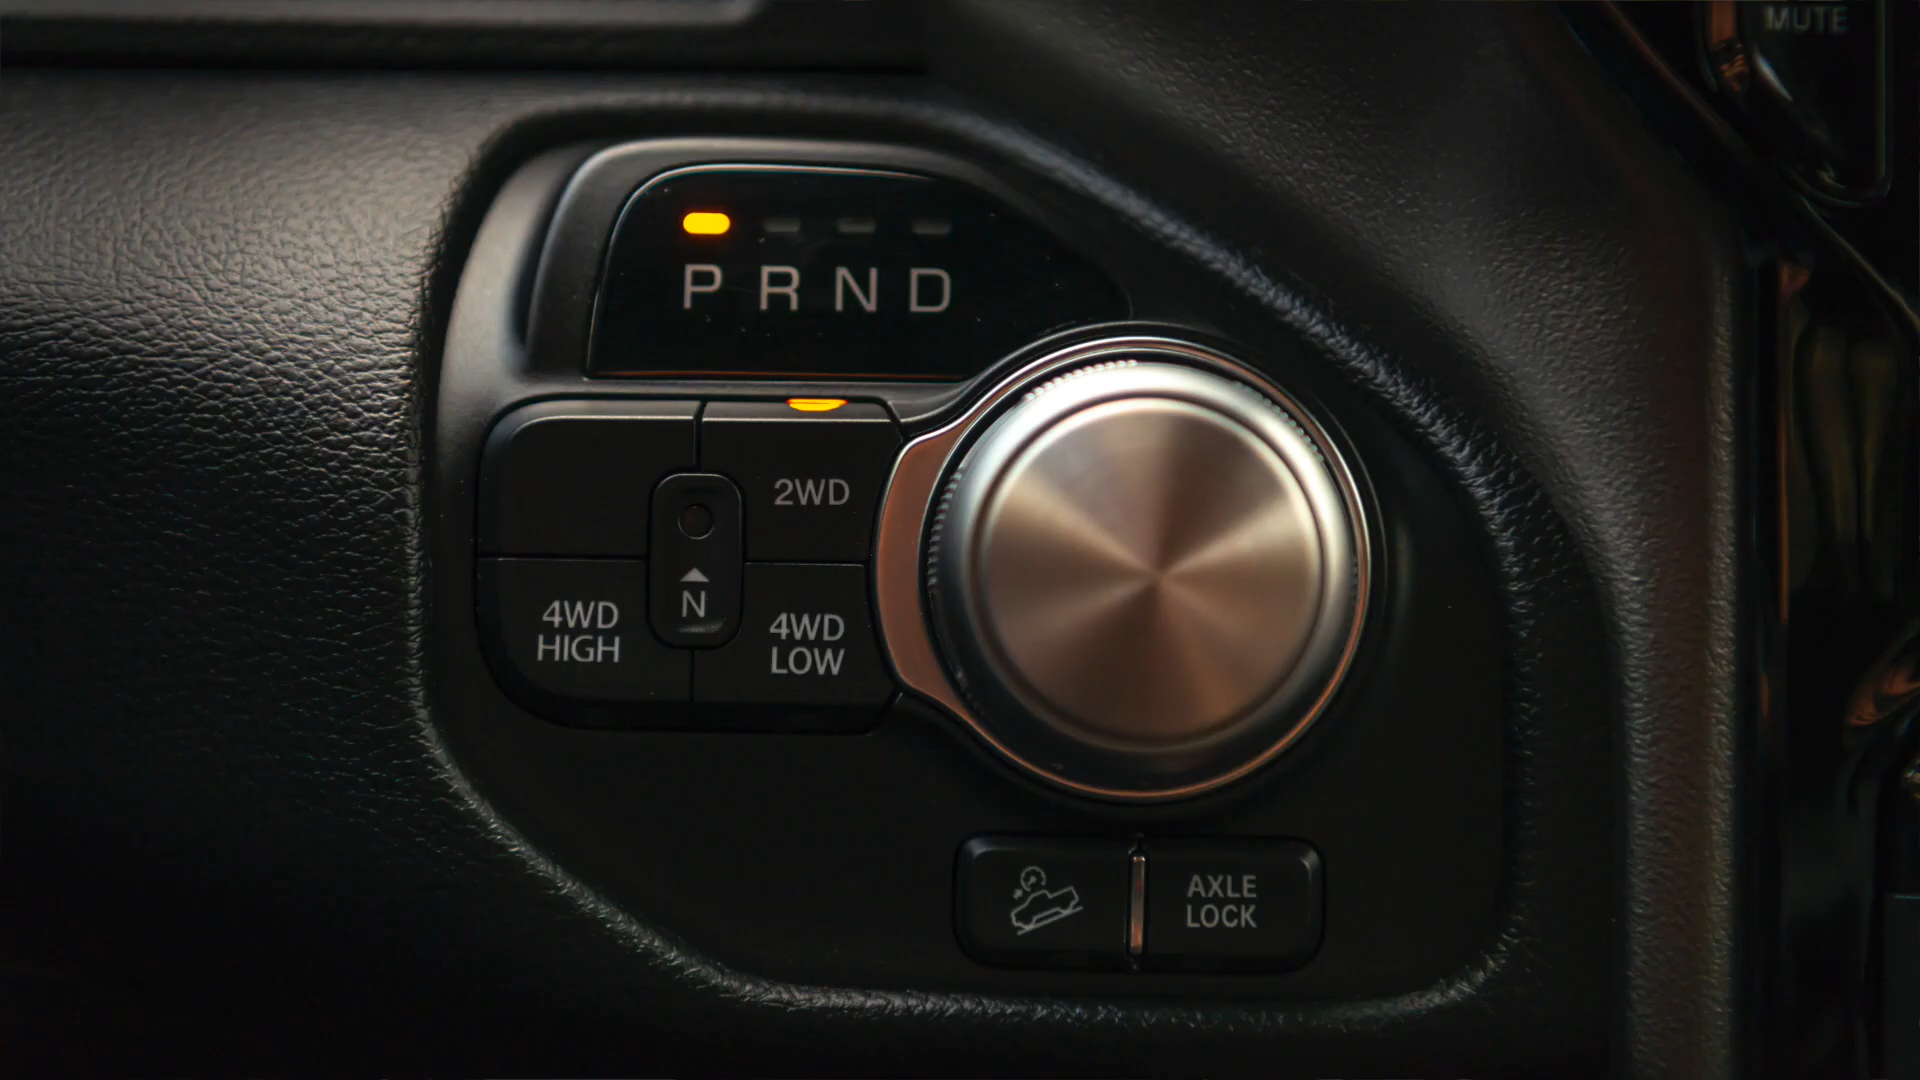 MUTE
P R N D
2WD
4WD
HIGH
N
4WD
LOW
AXLE
LOCK